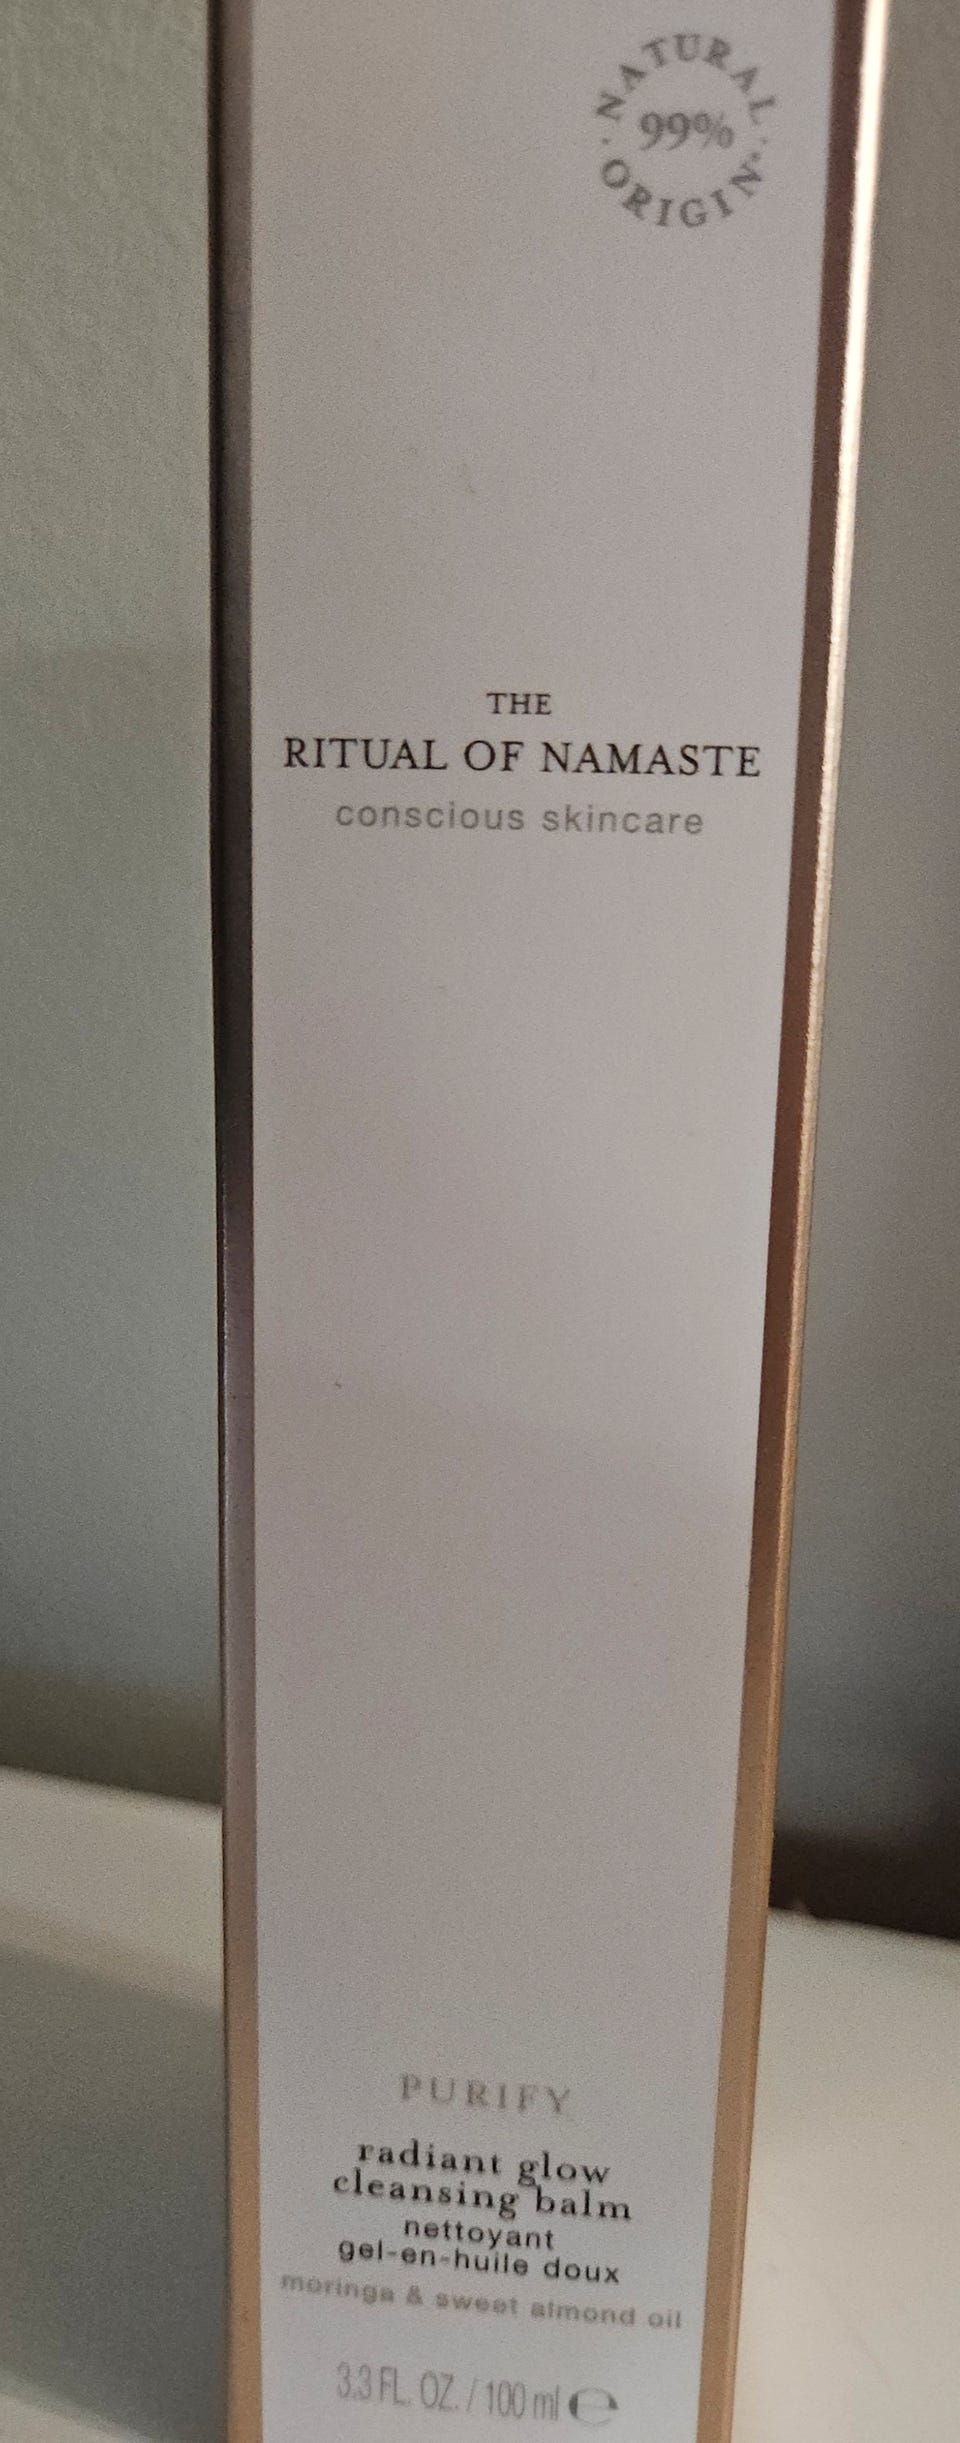 NATURAL
99%
ORIGIN*
THE
RITUAL OF NAMASTE
conscious skincare
PURIFY
radiant glow
cleansing balm
nettoyant
gel-en-huile doux
moringa & sweet almond oil
3.3 FL. OZ. / 100 ml ℮